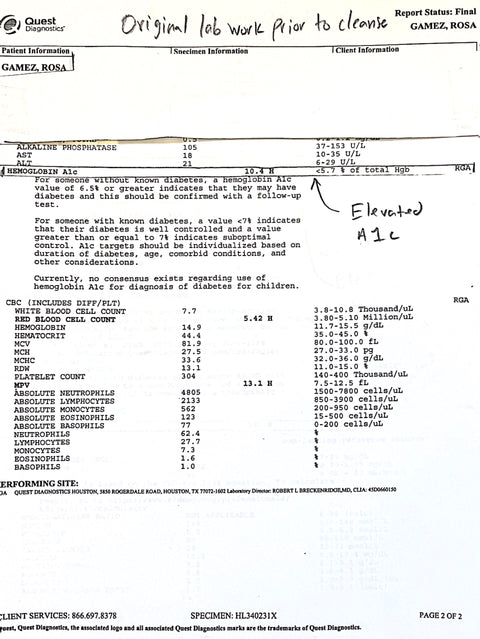 Original lab work prior to cleanse
Report Status: Final
Quest
Diagnostics
GAMEZ, ROSA
Patient Information
Specimen Information
Client Information
GAMEZ, ROSA
ALKALINE PHOSPHATASE 105 37-153 U/L
AST 18 10-35 U/L
ALT 21 6-29 U/L
HEMOGLOBIN A1c 10.4 H <5.7 % of total Hgb RGA
For someone without known diabetes, a hemoglobin A1c
value of 6.5% or greater indicates that they may have
diabetes and this should be confirmed with a follow-up
test.
Elevated
A1c
For someone with known diabetes, a value <7% indicates
that their diabetes is well controlled and a value
greater than or equal to 7% indicates suboptimal
control. A1c targets should be individualized based on
duration of diabetes, age, comorbid conditions, and
other considerations.
Currently, no consensus exists regarding use of
hemoglobin A1c for diagnosis of diabetes for children.
CBC (INCLUDES DIFF/PLT) RGA
WHITE BLOOD CELL COUNT 7.7 3.8-10.8 Thousand/uL
RED BLOOD CELL COUNT 5.42 H 3.80-5.10 Million/uL
HEMOGLOBIN 14.9 11.7-15.5 g/dL
HEMATOCRIT 44.4 35.0-45.0 %
MCV 81.9 80.0-100.0 fL
MCH 27.5 27.0-33.0 pg
MCHC 33.6 32.0-36.0 g/dL
RDW 13.1 11.0-15.0 %
PLATELET COUNT 304 140-400 Thousand/uL
MPV 13.1 H 7.5-12.5 fL
ABSOLUTE NEUTROPHILS 4805 1500-7800 cells/uL
ABSOLUTE LYMPHOCYTES 2133 850-3900 cells/uL
ABSOLUTE MONOCYTES 562 200-950 cells/uL
ABSOLUTE EOSINOPHILS 123 15-500 cells/uL
ABSOLUTE BASOPHILS 77 0-200 cells/uL
NEUTROPHILS 62.4 %
LYMPHOCYTES 27.7 %
MONOCYTES 7.3 %
EOSINOPHILS 1.6 %
BASOPHILS 1.0 %
ERFORMING SITE:
GA QUEST DIAGNOSTICS HOUSTON, 5850 ROGERDALE ROAD, HOUSTON, TX 77072-1602 Laboratory Director: ROBERT L BRECKENRIDGE,MD, CLIA: 45D0660150
CLIENT SERVICES: 866.697.8378 SPECIMEN: HL340231X PAGE 2 OF 2
uest, Quest Diagnostics, the associated logo and all associated Quest Diagnostics marks are the trademarks of Quest Diagnostics.